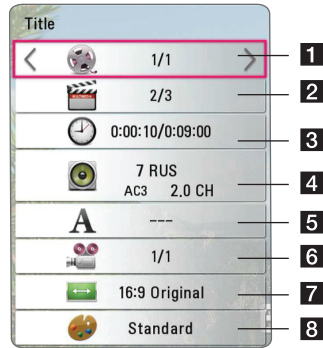 Title
1/1 1
2/3 2
0:00:10/0:09:00 3
7 RUS
AC3 2.0 CH 4
A --- 5
1/1 6
16:9 Original 7
Standard 8